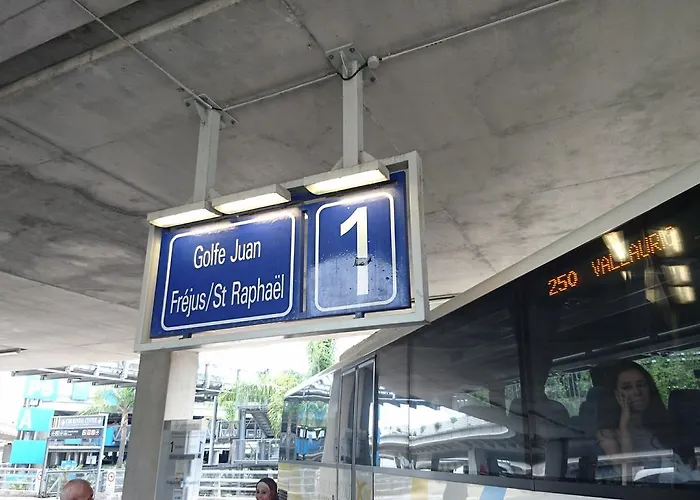 Golfe Juan
Fréjus/St Raphaël
1
250 VALLAURIS